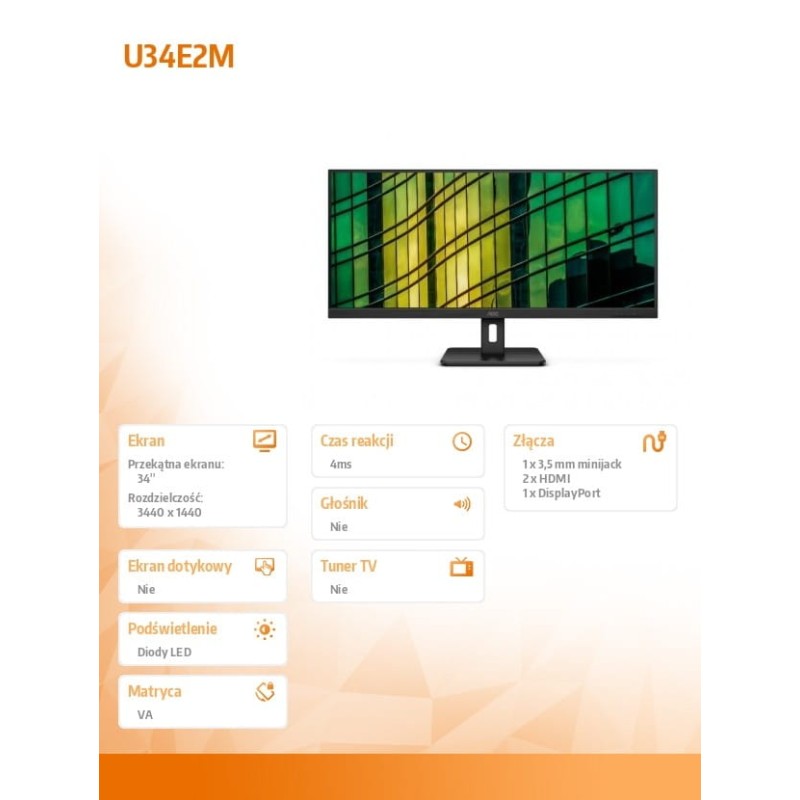 U34E2M
AOC
Ekran
Przekątna ekranu:
34"
Rozdzielczość:
3440 x 1440
Ekran dotykowy
Nie
Podświetlenie
Diody LED
Matryca
VA
Czas reakcji
4ms
Głośnik
Nie
Tuner TV
Nie
Złącza
1 x 3,5 mm minijack
2 x HDMI
1 x DisplayPort